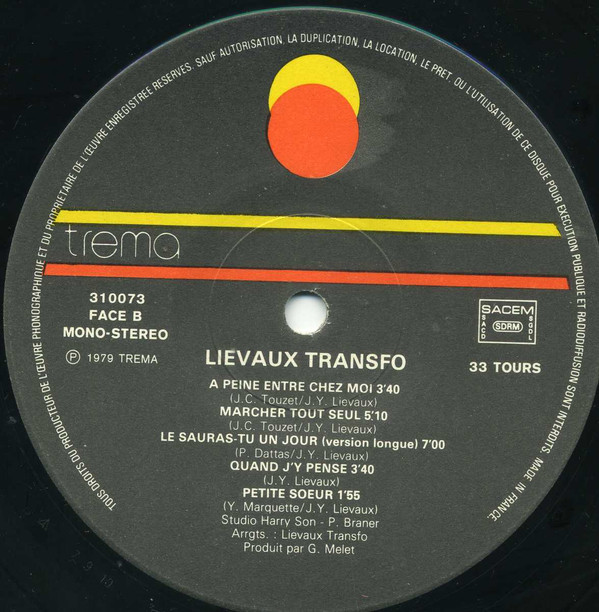 TOUS DROITS DU PRODUCTEUR DE L'ŒUVRE PHONOGRAPHIQUE ET DU PROPRIETAIRE DE L'ŒUVRE ENREGISTREE RESERVES, SAUF AUTORISATION, LA DUPLICATION, LA LOCATION, LE PRET, OU L'UTILISATION DE CE DISQUE POUR EXECUTION PUBLIQUE ET RADIODIFFUSION SONT INTERDITS. MADE IN FRANCE.
trema
310073
FACE B
MONO-STEREO
Ⓟ 1979 TREMA
SACEM
SACD
SDRM
SGDL
33 TOURS
LIEVAUX TRANSFO
A PEINE ENTRE CHEZ MOI 3'40
(J.C. Touzet/J.Y. Lievaux)
MARCHER TOUT SEUL 5'10
(J.C. Touzet/J.Y. Lievaux)
LE SAURAS-TU UN JOUR (version longue) 7'00
(P. Dattas/J.Y. Lievaux)
QUAND J'Y PENSE 3'40
(J.Y. Lievaux)
PETITE SOEUR 1'55
(Y. Marquette/J.Y. Lievaux)
Studio Harry Son - P. Braner
Arrgts. : Lievaux Transfo
Produit par G. Melet